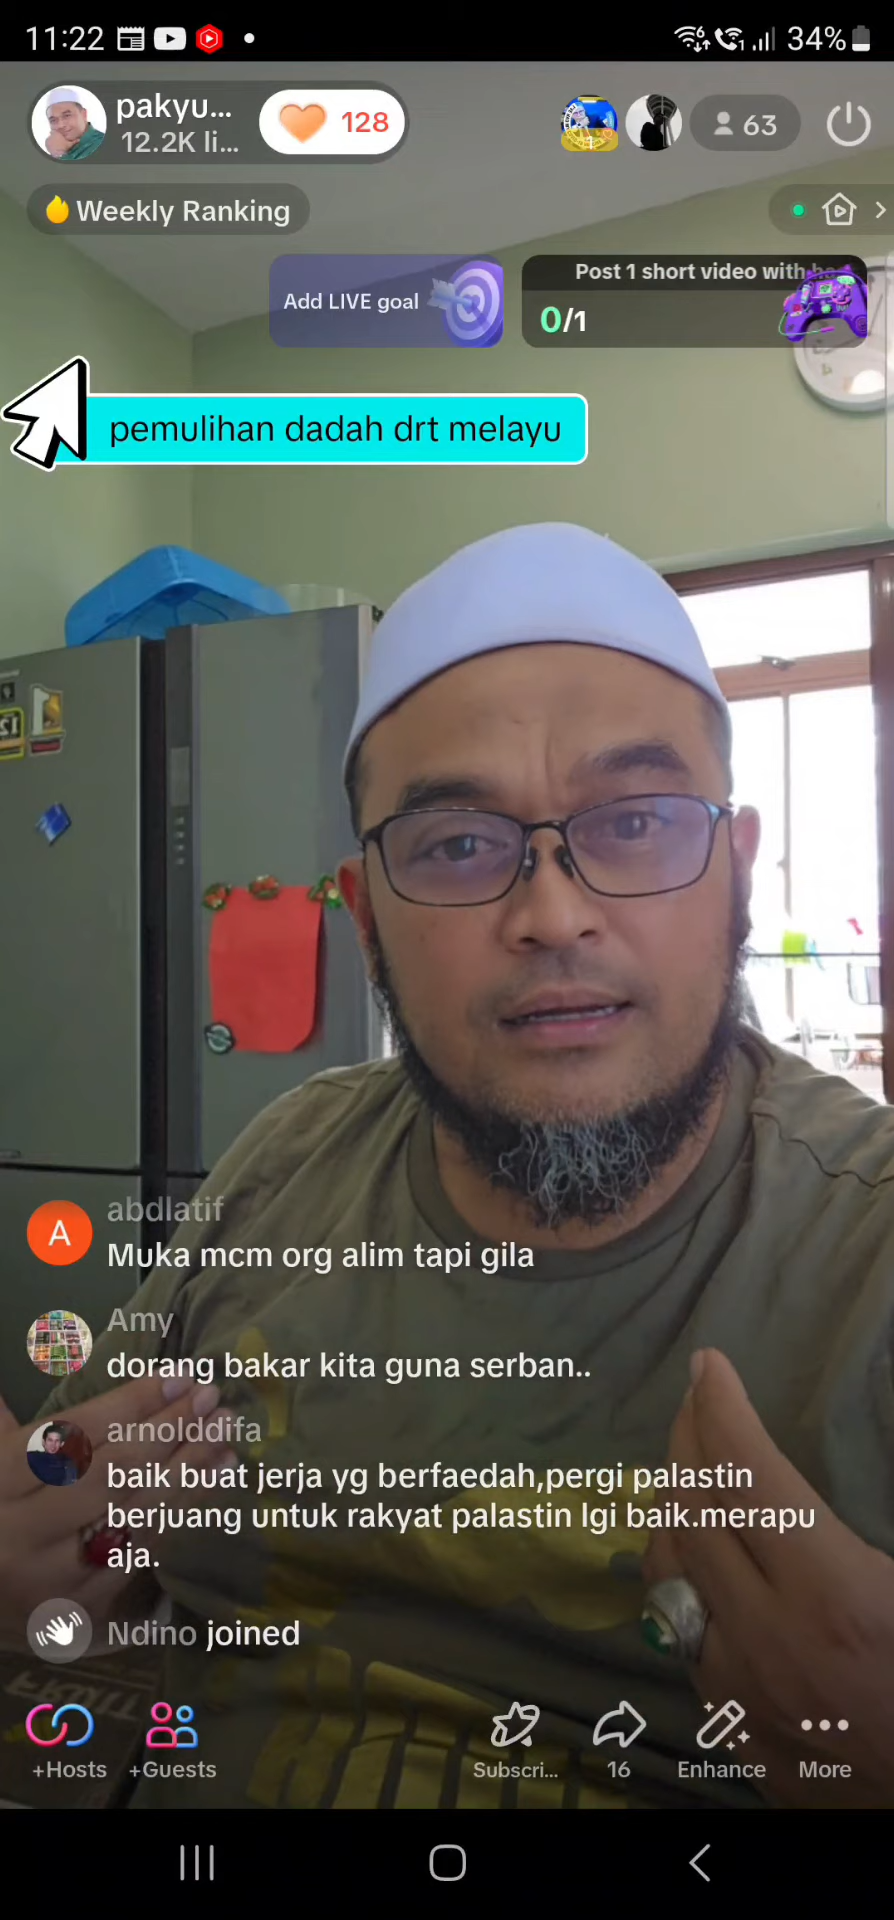 11:22
34%
pakyu...
12.2K li...
128
63
Weekly Ranking
Add LIVE goal
Post 1 short video with
0/1
pemulihan dadah drt melayu
A
abdlatif
Muka mcm org alim tapi gila
Amy
dorang bakar kita guna serban..
arnolddifa
baik buat jerja yg berfaedah,pergi palastin
berjuang untuk rakyat palastin lgi baik.merapu
aja.
Ndino joined
+Hosts
+Guests
Subscri...
16
Enhance
More